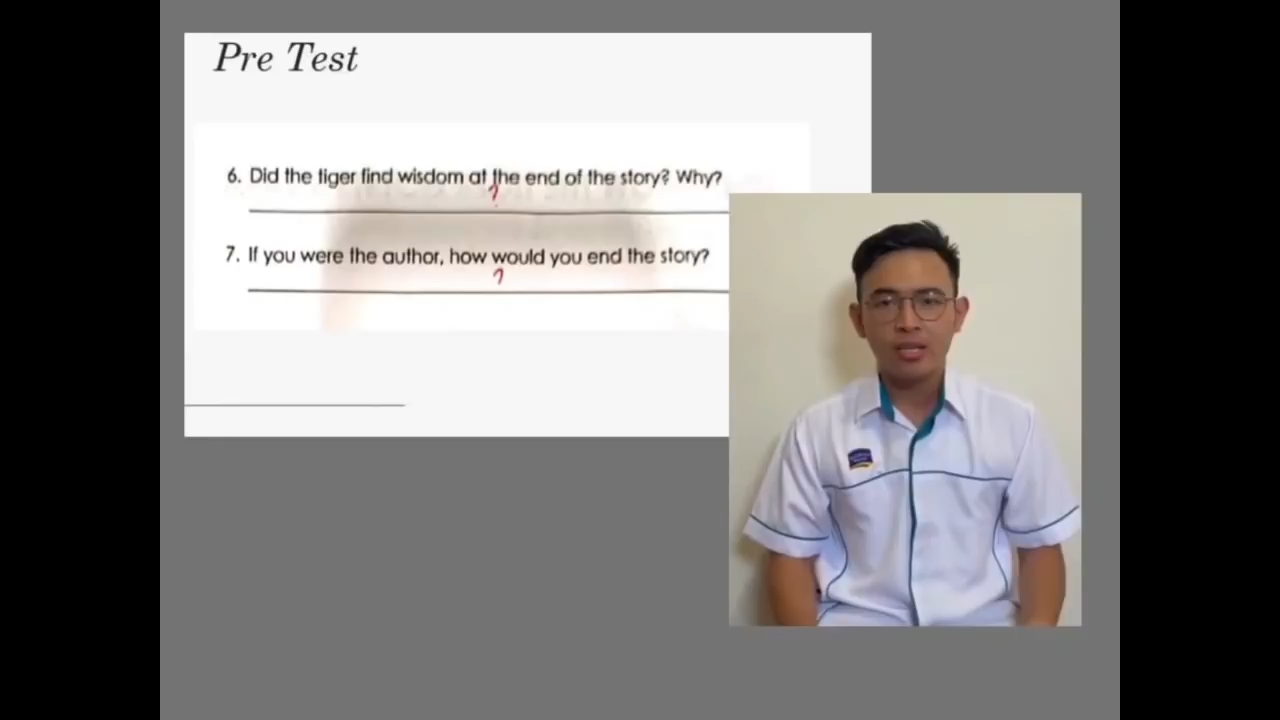 Pre Test
6. Did the tiger find wisdom at the end of the story? Why?
?
7. If you were the author, how would you end the story?
?